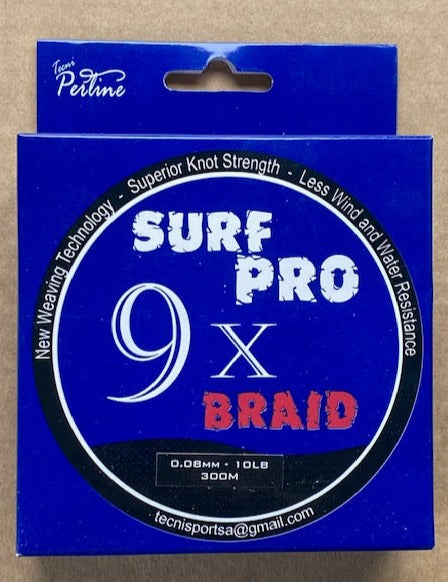 Tecni
Perline
New Weaving Technology - Superior Knot Strength - Less Wind and Water Resistance
SURF
PRO
9 X
BRAID
0.08MM - 10LB
300M
tecnisportsa@gmail.com